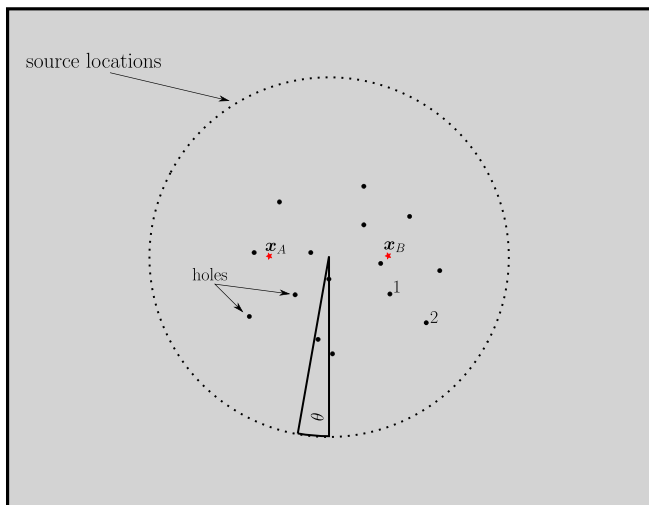 source locations
x_A
x_B
holes
1
2
θ